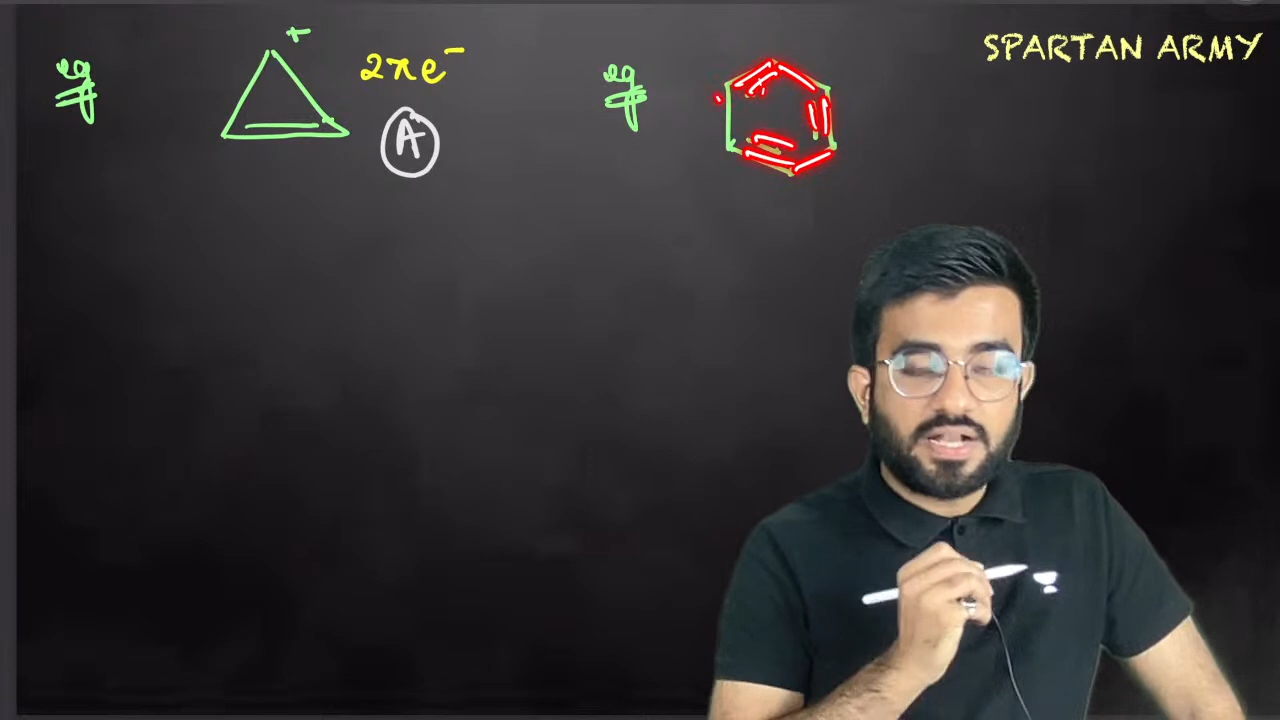 SPARTAN ARMY
eg
+
2πe⁻
A
eg